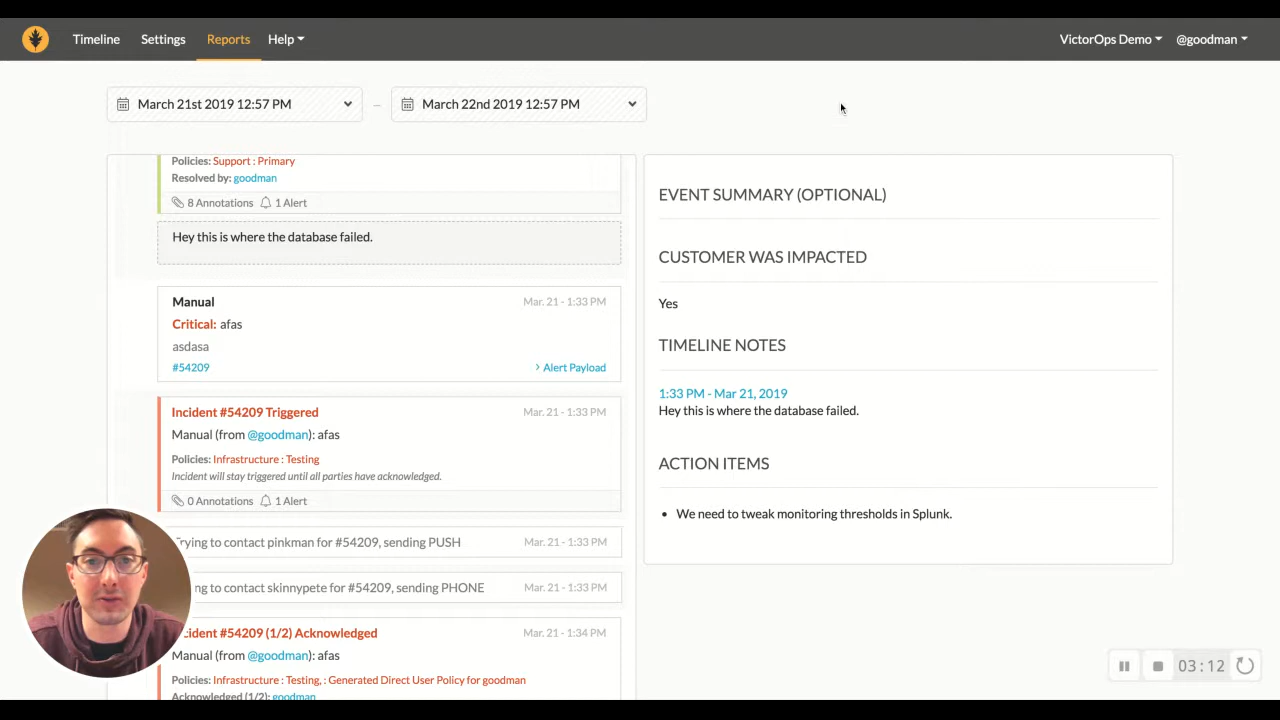 Timeline Settings Reports Help VictorOps Demo @goodman
March 21st 2019 12:57 PM – March 22nd 2019 12:57 PM
Policies: Support : Primary
Resolved by: goodman
8 Annotations 1 Alert
Hey this is where the database failed.
Manual Mar. 21 - 1:33 PM
Critical: afas
asdasa
#54209 Alert Payload
Incident #54209 Triggered Mar. 21 - 1:33 PM
Manual (from @goodman): afas
Policies: Infrastructure : Testing
Incident will stay triggered until all parties have acknowledged.
0 Annotations 1 Alert
Trying to contact pinkman for #54209, sending PUSH Mar. 21 - 1:33 PM
ng to contact skinnypete for #54209, sending PHONE Mar. 21 - 1:33 PM
cident #54209 (1/2) Acknowledged Mar. 21 - 1:34 PM
Manual (from @goodman): afas
Policies: Infrastructure : Testing, : Generated Direct User Policy for goodman
Acknowledged (1/2): goodman
EVENT SUMMARY (OPTIONAL)
CUSTOMER WAS IMPACTED
Yes
TIMELINE NOTES
1:33 PM - Mar 21, 2019
Hey this is where the database failed.
ACTION ITEMS
• We need to tweak monitoring thresholds in Splunk.
03:12